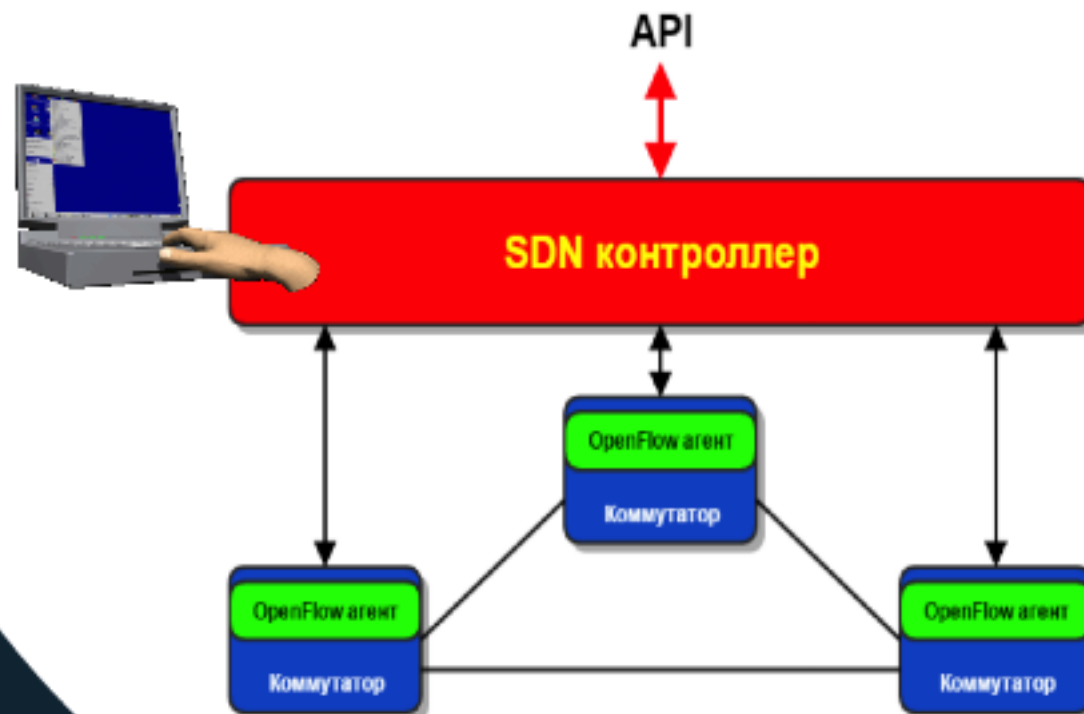 API
SDN контроллер
OpenFlow агент
Коммутатор
OpenFlow агент
Коммутатор
OpenFlow агент
Коммутатор